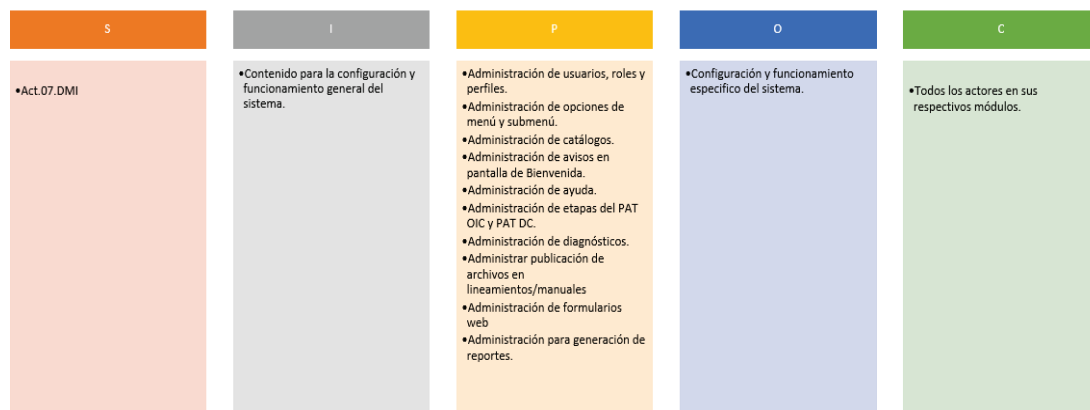 S
•Act.07.DMI
I
•Contenido para la configuración y
funcionamiento general del
sistema.
P
•Administración de usuarios, roles y
perfiles.
•Administración de opciones de
menú y submenú.
•Administración de catálogos.
•Administración de avisos en
pantalla de Bienvenida.
•Administración de ayuda.
•Administración de etapas del PAT
OIC y PAT DC.
•Administración de diagnósticos.
•Administrar publicación de
archivos en
lineamientos/manuales
•Administración de formularios
web
•Administración para generación de
reportes.
O
•Configuración y funcionamiento
especifico del sistema.
C
•Todos los actores en sus
respectivos módulos.